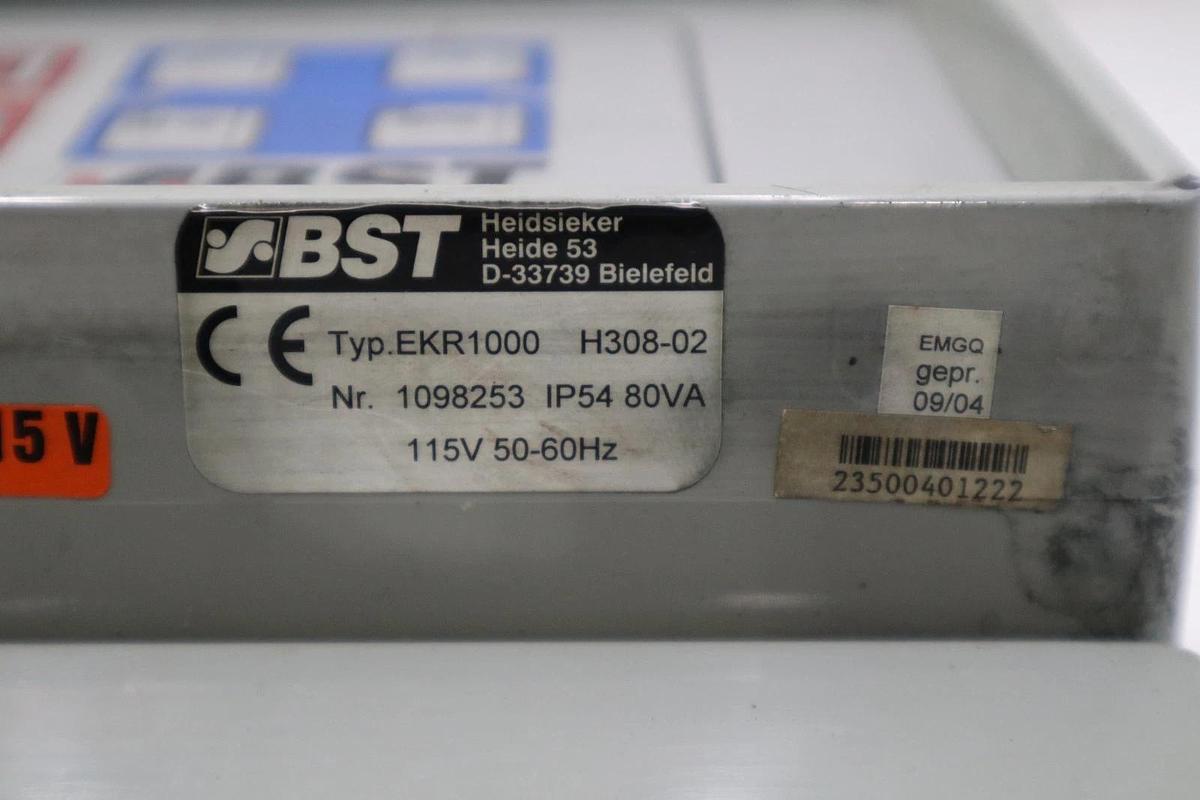 BST
Heidsieker
Heide 53
D-33739 Bielefeld
CE Typ.EKR1000 H308-02
Nr. 1098253 IP54 80VA
115V 50-60Hz
15 V
EMGQ
gepr.
09/04
23500401222